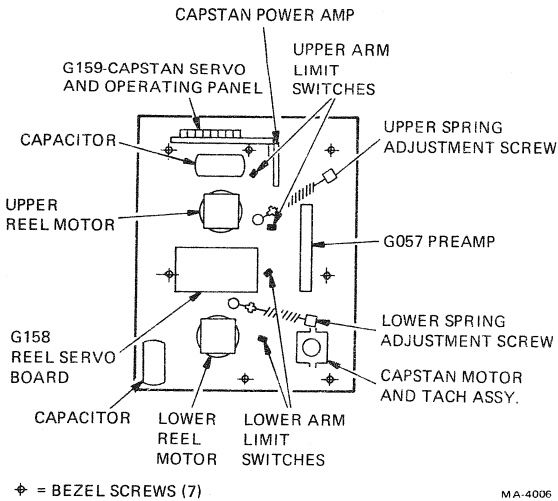 CAPSTAN POWER AMP
UPPER ARM
LIMIT
SWITCHES
G159-CAPSTAN SERVO
AND OPERATING PANEL
CAPACITOR
UPPER SPRING
ADJUSTMENT SCREW
UPPER
REEL MOTOR
G057 PREAMP
G158
REEL SERVO
BOARD
LOWER SPRING
ADJUSTMENT SCREW
CAPSTAN MOTOR
AND TACH ASSY.
CAPACITOR
LOWER
REEL
MOTOR
LOWER ARM
LIMIT
SWITCHES
= BEZEL SCREWS (7)
MA-4006